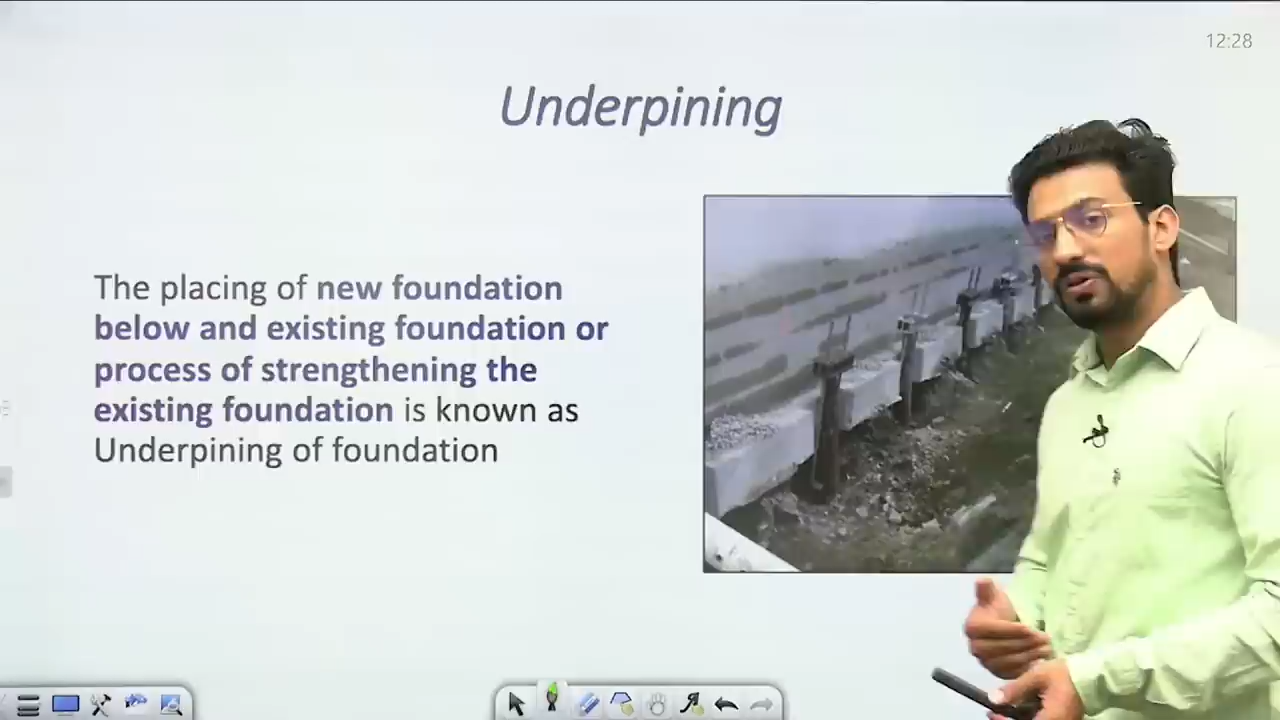 12:28
Underpining
The placing of new foundation
below and existing foundation or
process of strengthening the
existing foundation is known as
Underpining of foundation